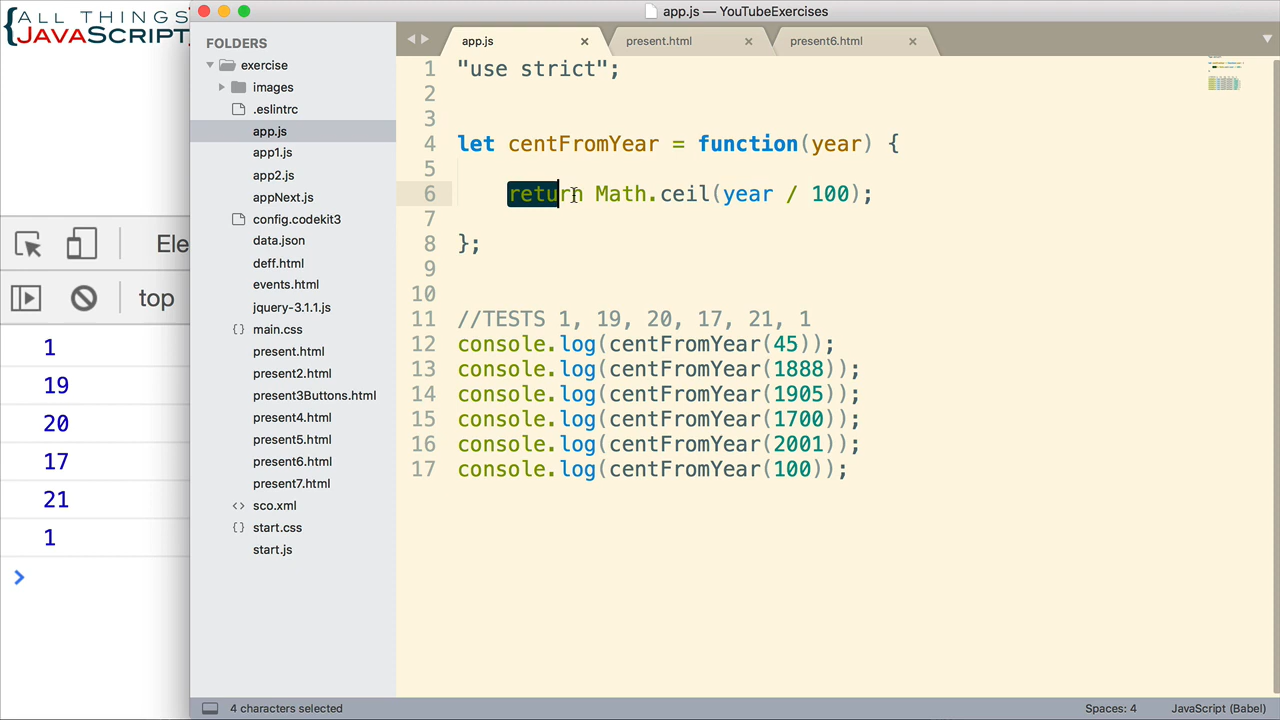 {ALL THINGS
JAVASCRIPT
Ele
top
1
19
20
17
21
1
app.js — YouTubeExercises
FOLDERS
exercise
images
.eslintrc
app.js
app1.js
app2.js
appNext.js
config.codekit3
data.json
deff.html
events.html
jquery-3.1.1.js
main.css
present.html
present2.html
present3Buttons.html
present4.html
present5.html
present6.html
present7.html
sco.xml
start.css
start.js
app.js present.html present6.html
1 "use strict";
2
3
4 let centFromYear = function(year) {
5
6 return Math.ceil(year / 100);
7
8 };
9
10
11 //TESTS 1, 19, 20, 17, 21, 1
12 console.log(centFromYear(45));
13 console.log(centFromYear(1888));
14 console.log(centFromYear(1905));
15 console.log(centFromYear(1700));
16 console.log(centFromYear(2001));
17 console.log(centFromYear(100));
4 characters selected Spaces: 4 JavaScript (Babel)